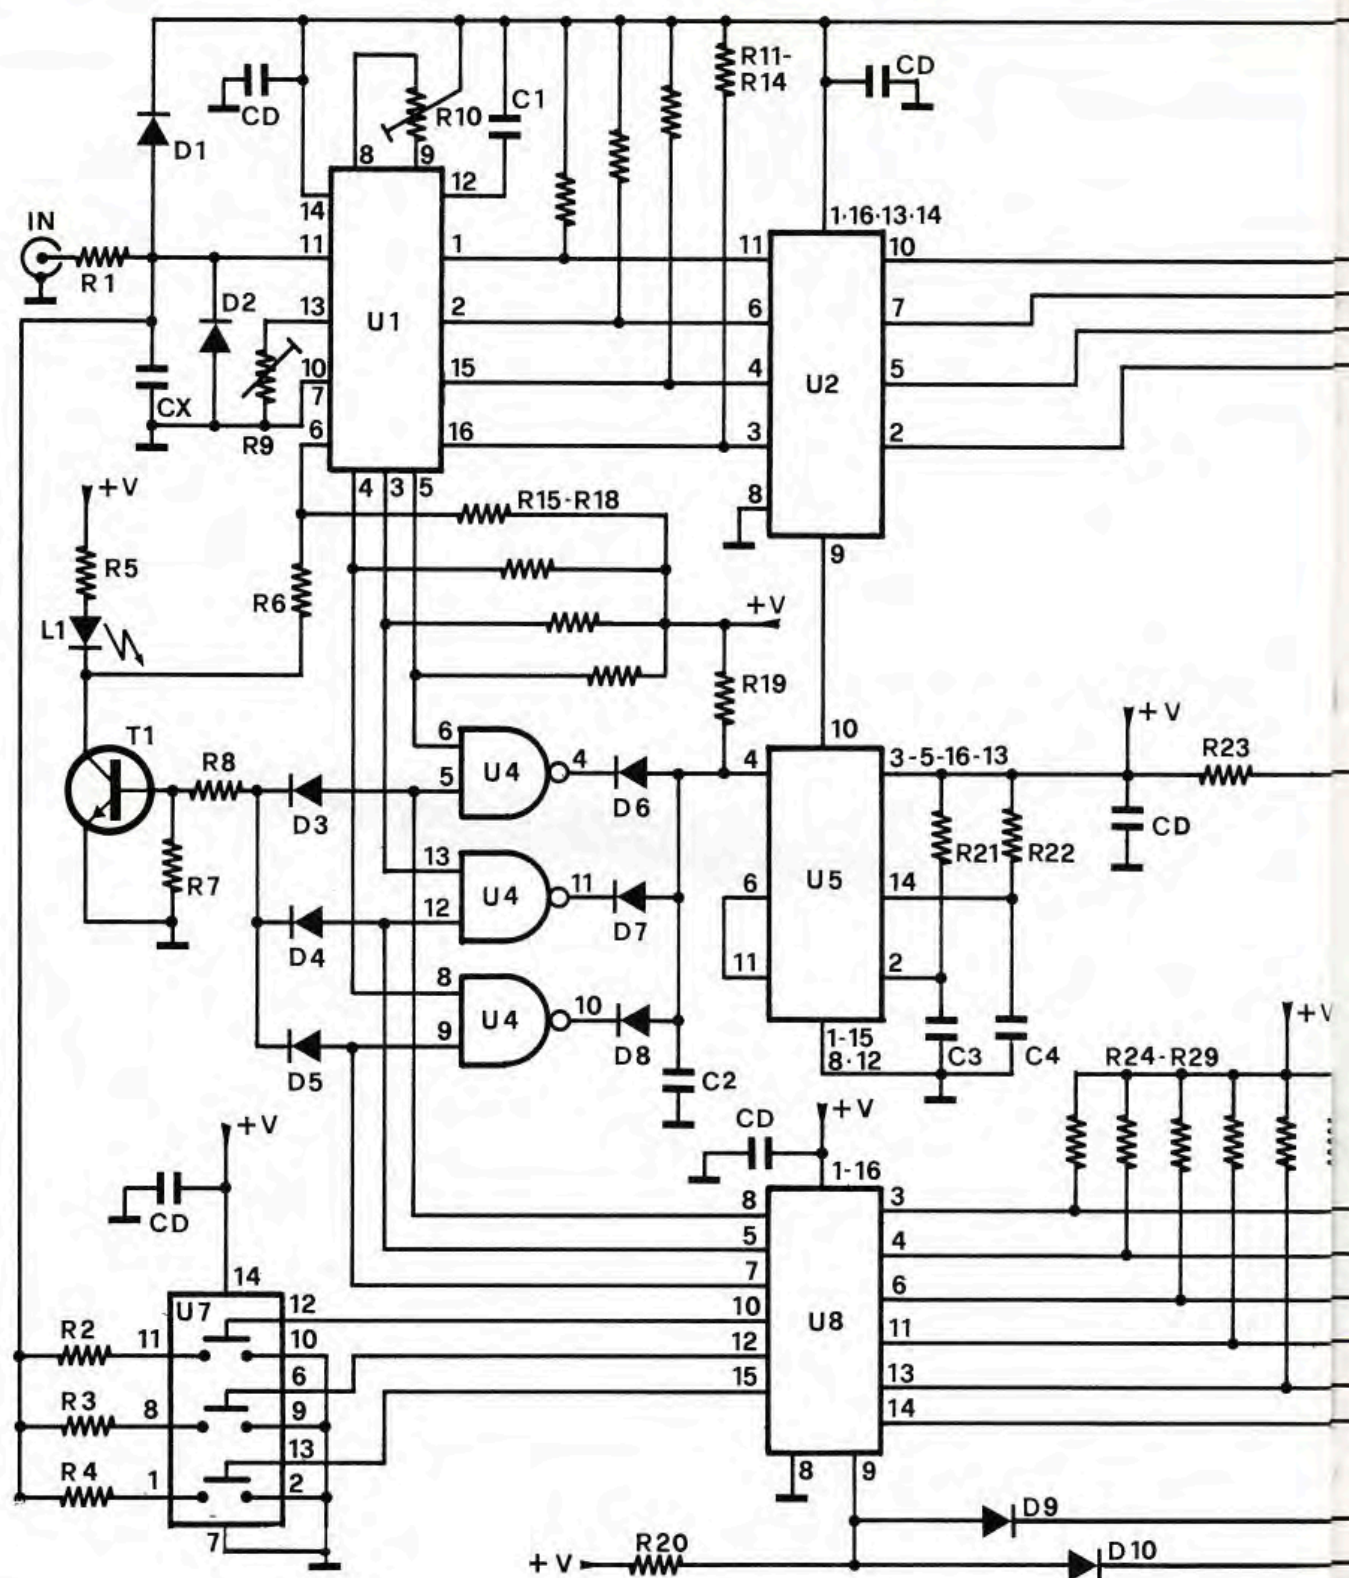 R11-
R14
CD
CD
R10
C1
D1
8
9
12
14
1·16·13·14
IN
11
1
11
10
R1
D2
13
U1
2
6
7
10
15
4
U2
5
7
CX
R9
6
16
3
2
+V
4
3
5
8
R15-R18
9
R5
R6
+V
L1
R19
T1
6
10
+V
R8
U4
4
4
3-5-16-13
R23
5
D3
D6
CD
13
R21
R22
R7
U4
11
U5
6
14
12
D4
D7
8
11
2
U4
10
9
D5
D8
1-15
8·12
C3
C4
+V
R24-R29
C2
+V
CD
+V
1-16
CD
8
3
5
4
14
7
6
U7
12
10
U8
11
R2
11
10
12
6
15
13
R3
8
9
14
13
R4
1
2
8
9
7
D9
R20
+V
D10